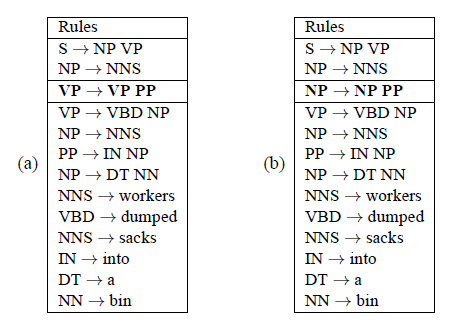 Rules
S → NP VP
NP → NNS
VP → VP PP
VP → VBD NP
NP → NNS
PP → IN NP
NP → DT NN
NNS → workers
VBD → dumped
NNS → sacks
IN → into
DT → a
NN → bin
(a)
Rules
S → NP VP
NP → NNS
NP → NP PP
VP → VBD NP
NP → NNS
PP → IN NP
NP → DT NN
NNS → workers
VBD → dumped
NNS → sacks
IN → into
DT → a
NN → bin
(b)